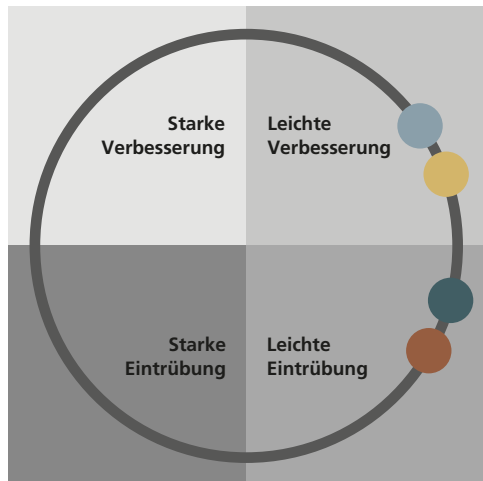 Starke
Verbesserung
Leichte
Verbesserung
Starke
Eintrübung
Leichte
Eintrübung